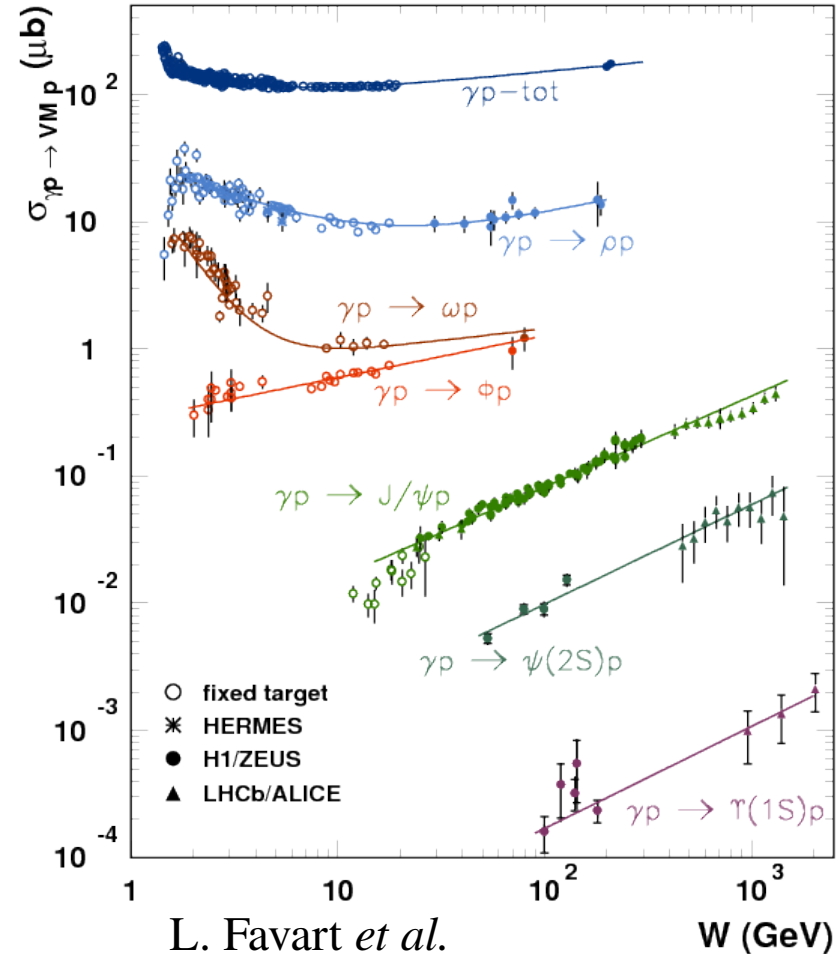 σγp → VM p (μb)
10²
γp−tot
10
γp → ρp
γp → ωp
1
γp → Φp
10⁻¹
γp → J/ψp
10⁻²
γp → ψ(2S)p
fixed target
10⁻³
HERMES
H1/ZEUS
LHCb/ALICE
γp → Υ(1S)p
10⁻⁴
1 10 10² 10³
L. Favart et al. W (GeV)